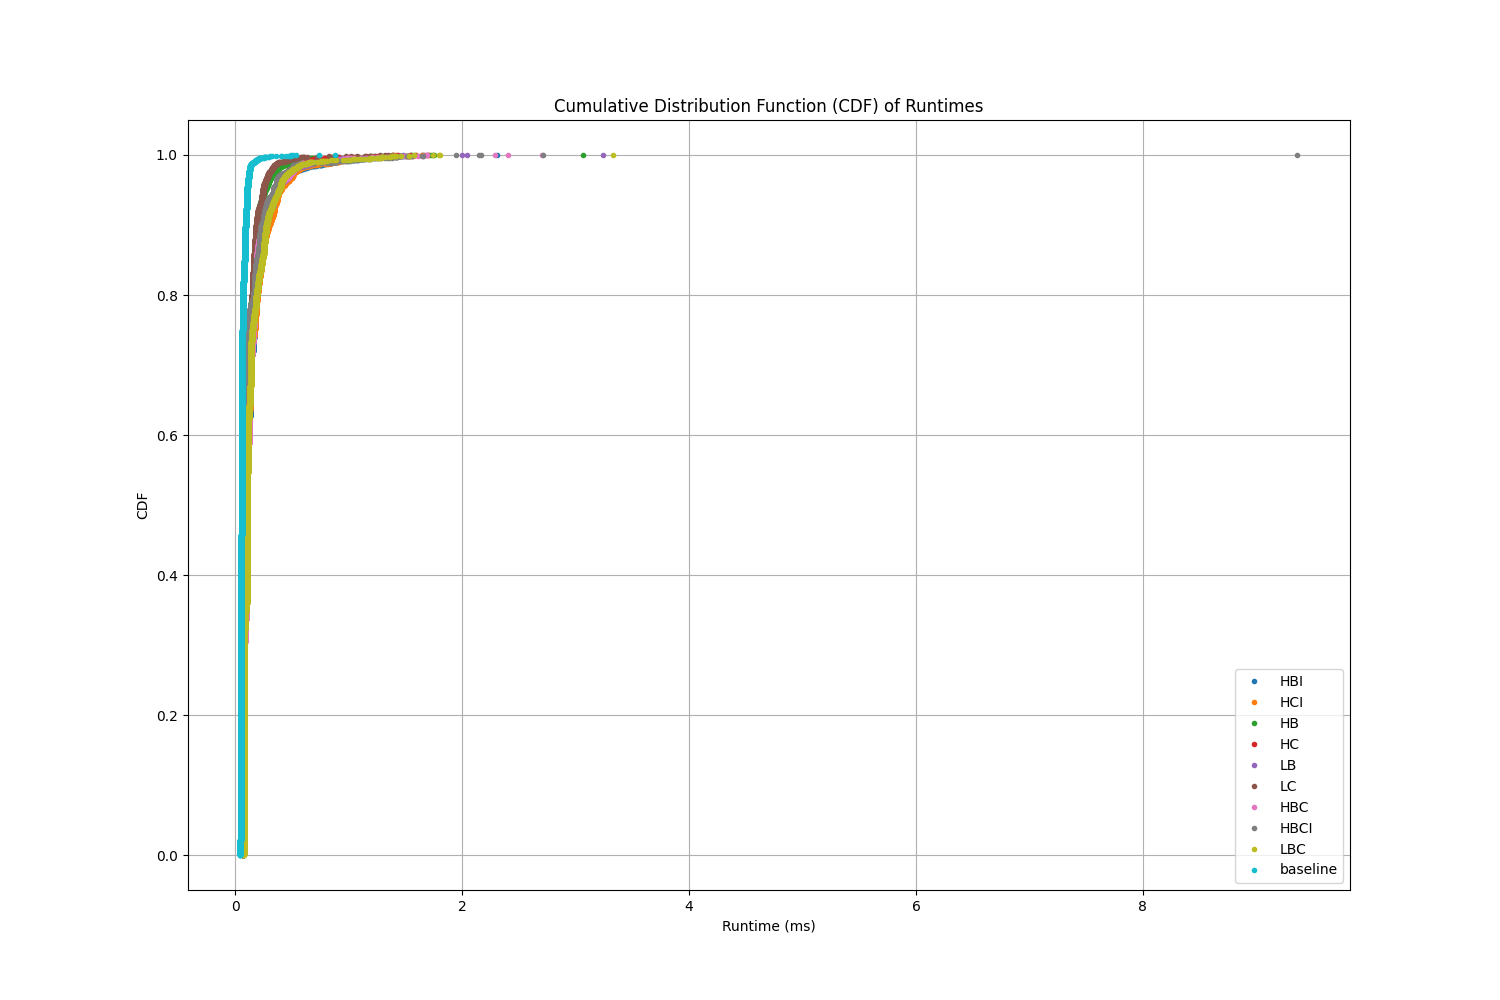 Cumulative Distribution Function (CDF) of Runtimes
1.0
0.8
0.6
0.4
0.2
0.0
CDF
0
2
4
6
8
Runtime (ms)
HBI
HCI
HB
HC
LB
LC
HBC
HBCI
LBC
baseline